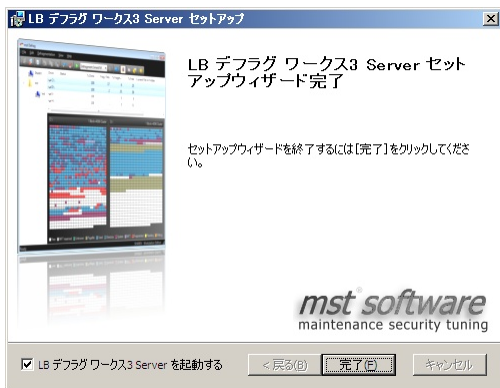 LB デフラグ ワークス3 Server セットアップ
LB デフラグ ワークス3 Server セット
アップウィザード完了
セットアップウィザードを終了するには[完了]をクリックしてくださ
い。
mst software
maintenance security tuning
LB デフラグ ワークス3 Server を起動する
< 戻る(B)
完了(F)
キャンセル